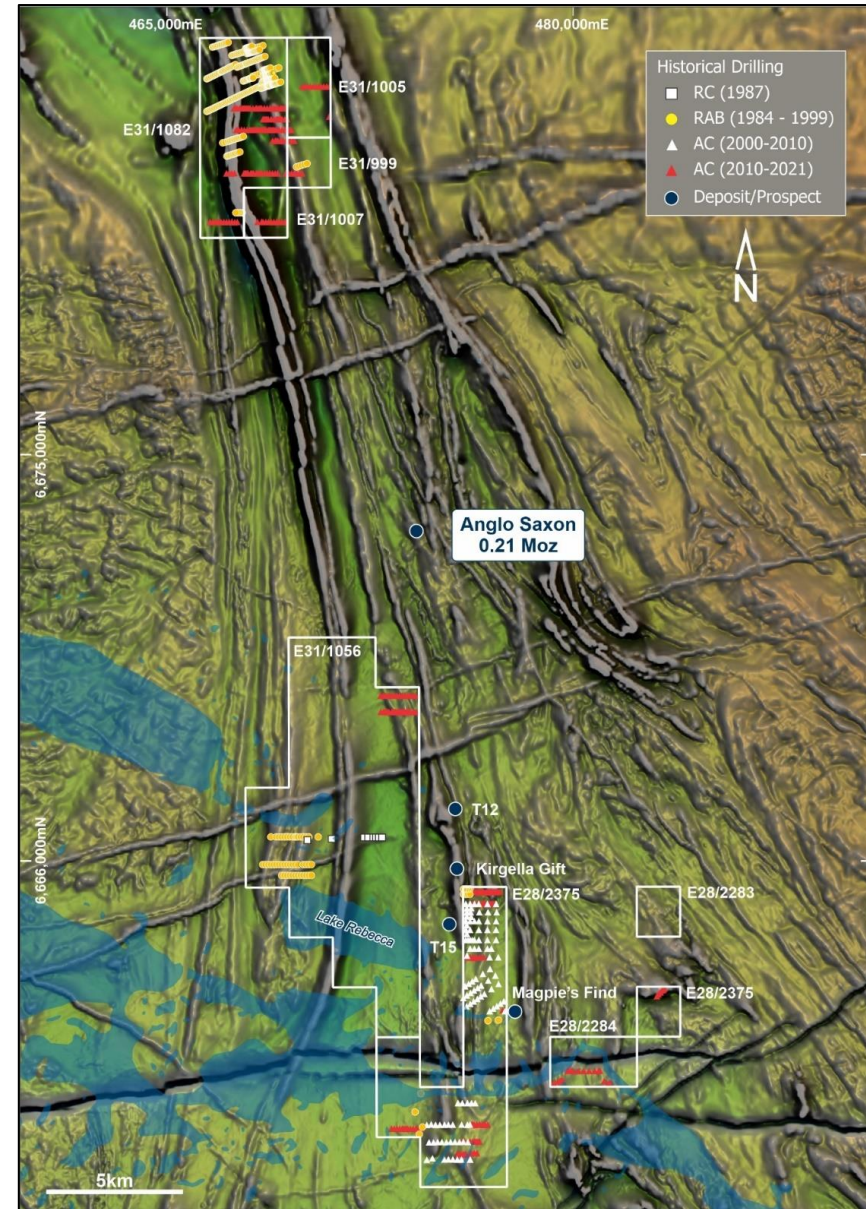 465,000mE
480,000mE
Historical Drilling
RC (1987)
RAB (1984 - 1999)
AC (2000-2010)
AC (2010-2021)
Deposit/Prospect
N
E31/1005
E31/1082
E31/999
E31/1007
6,675,000mN
Anglo Saxon
0.21 Moz
E31/1056
T12
6,666,000mN
Kirgella Gift
E28/2375
E28/2283
Lake Rebecca
T15
Magpie's Find
E28/2375
E28/2284
5km